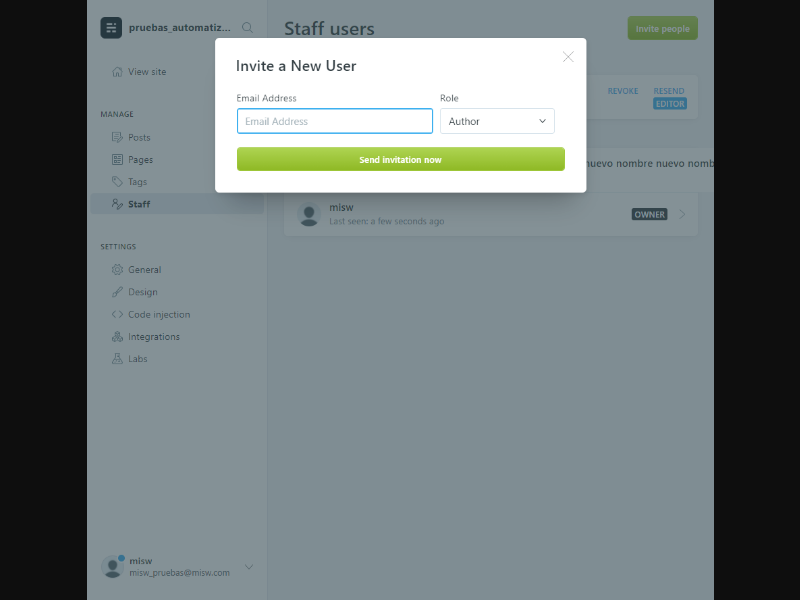 pruebas_automatiz...
Staff users
Invite people
View site
MANAGE
Posts
Pages
Tags
Staff
SETTINGS
General
Design
Code injection
Integrations
Labs
misw
misw_pruebas@misw.com
Invite a New User
Email Address
Role
Email Address
Author
Send invitation now
REVOKE
RESEND
EDITOR
nuevo nombre nuevo nomb
misw
Last seen: a few seconds ago
OWNER